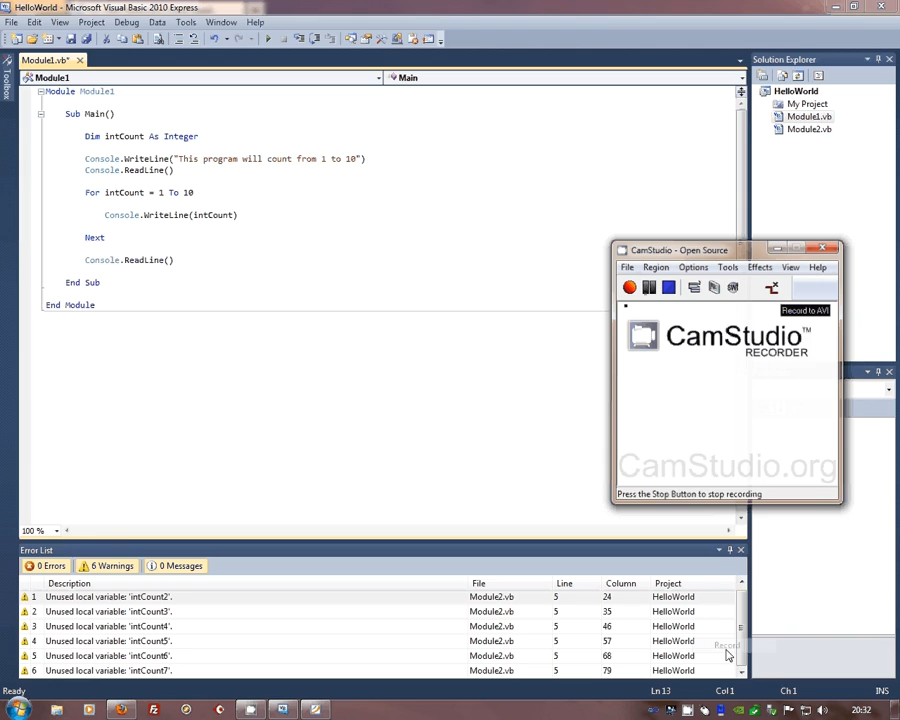 HelloWorld - Microsoft Visual Basic 2010 Express
File Edit View Project Debug Data Tools Window Help
Module1.vb*
Toolbox
Module1
Main
Module Module1
Sub Main()
Dim intCount As Integer
Console.WriteLine("This program will count from 1 to 10")
Console.ReadLine()
For intCount = 1 To 10
Console.WriteLine(intCount)
Next
Console.ReadLine()
End Sub
End Module
100 %
Solution Explorer
HelloWorld
My Project
Module1.vb
Module2.vb
CamStudio - Open Source
File Region Options Tools Effects View Help
Record to AVI
CamStudio™
RECORDER
CamStudio.org
Press the Stop Button to stop recording
Error List
0 Errors 6 Warnings 0 Messages
Description File Line Column Project
1 Unused local variable: 'intCount2'. Module2.vb 5 24 HelloWorld
2 Unused local variable: 'intCount3'. Module2.vb 5 35 HelloWorld
3 Unused local variable: 'intCount4'. Module2.vb 5 46 HelloWorld
4 Unused local variable: 'intCount5'. Module2.vb 5 57 HelloWorld
5 Unused local variable: 'intCount6'. Module2.vb 5 68 HelloWorld
6 Unused local variable: 'intCount7'. Module2.vb 5 79 HelloWorld
Record
Ready Ln 13 Col 1 Ch 1 INS
20:32